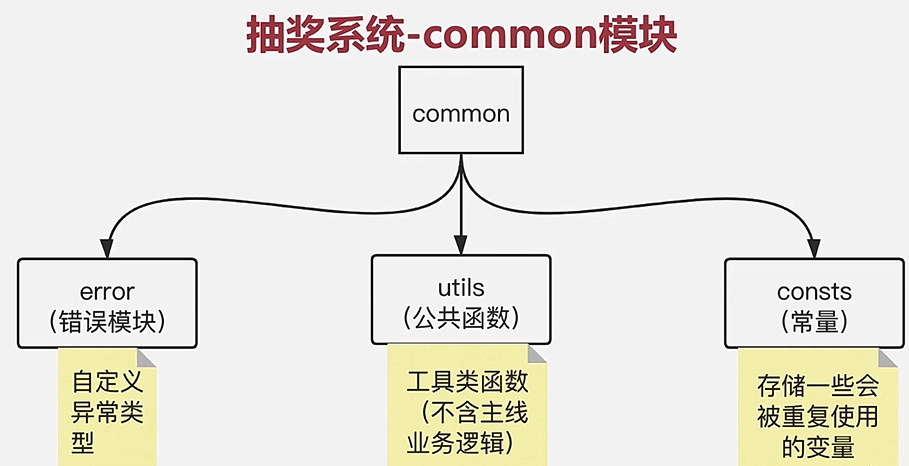 抽奖系统-common模块
common
error
（错误模块）
utils
（公共函数）
consts
（常量）
自定义
异常类
型
工具类函数
（不含主线
业务逻辑）
存储一些会
被重复使用
的变量